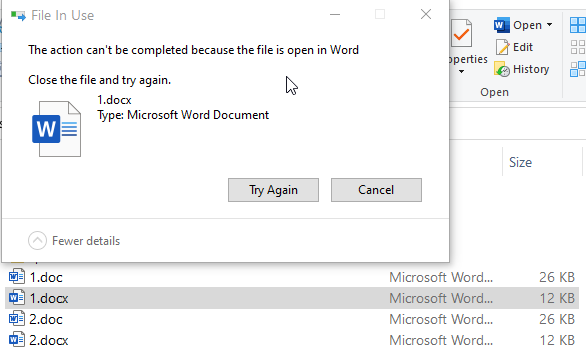 File In Use
The action can't be completed because the file is open in Word
Close the file and try again.
1.docx
Type: Microsoft Word Document
Try Again
Cancel
Fewer details
Open
Edit
History
Open
Size
1.doc Microsoft Word... 26 KB
1.docx Microsoft Word... 12 KB
2.doc Microsoft Word... 26 KB
2.docx Microsoft Word... 12 KB